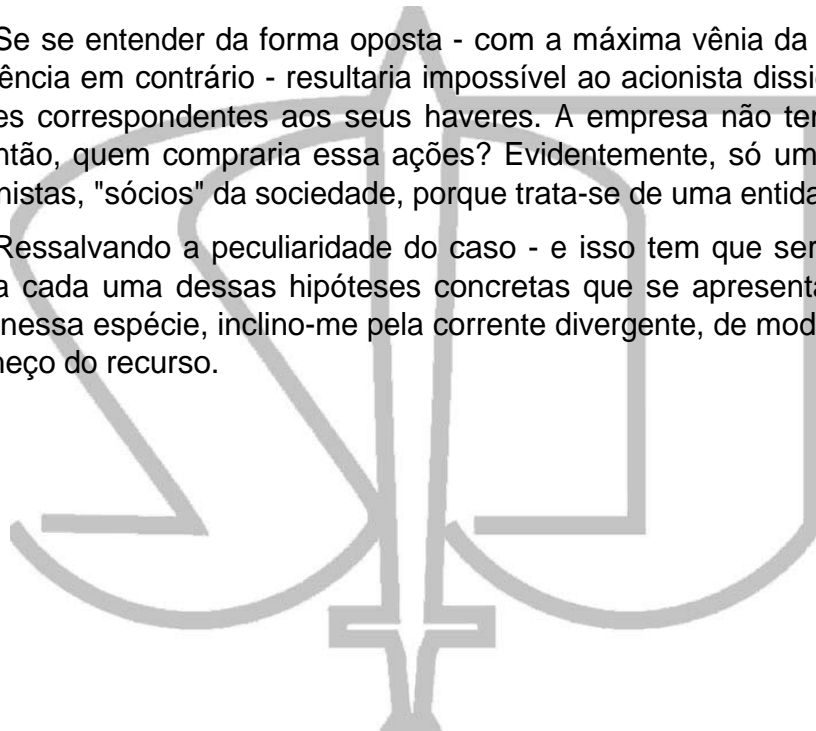 Se se entender da forma oposta - com a máxima vênia da
ência em contrário - resultaria impossível ao acionista dissi
es correspondentes aos seus haveres. A empresa não ter
ntão, quem compraria essa ações? Evidentemente, só um
nistas, "sócios" da sociedade, porque trata-se de uma entida
Ressalvando a peculiaridade do caso - e isso tem que ser
a cada uma dessas hipóteses concretas que se apresenta
nessa espécie, inclino-me pela corrente divergente, de mod
heço do recurso.